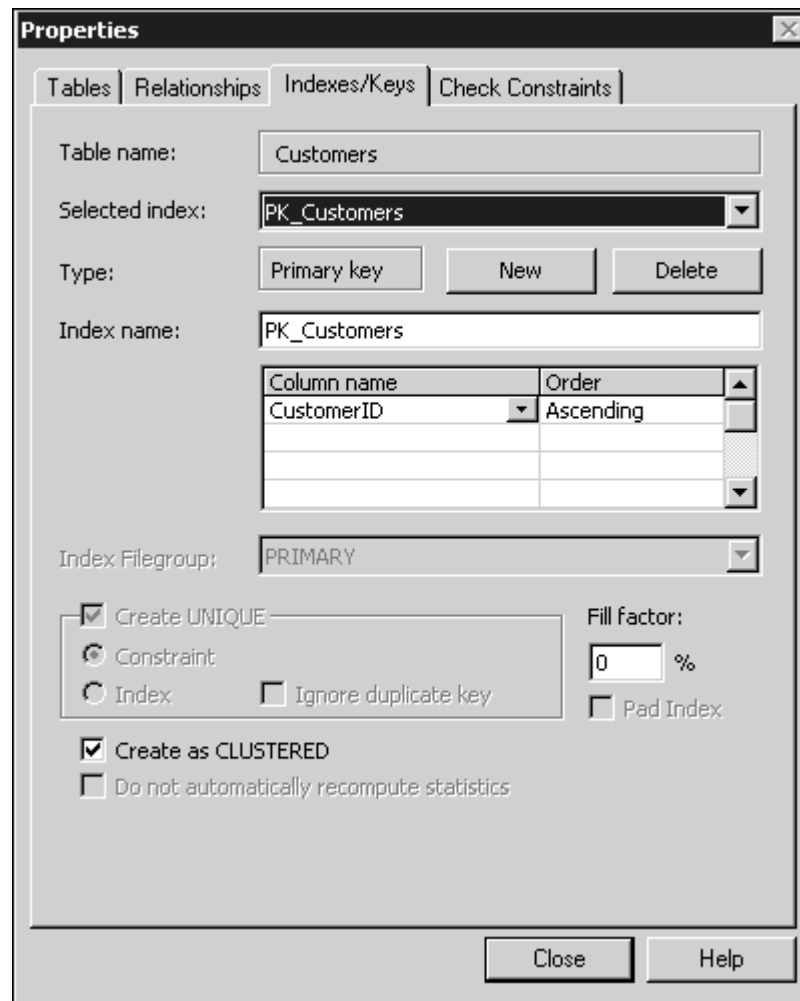 Properties
Tables Relationships Indexes/Keys Check Constraints
Table name: Customers
Selected index: PK_Customers
Type: Primary key New Delete
Index name: PK_Customers
Column name Order
CustomerID Ascending
Index Filegroup: PRIMARY
Create UNIQUE Fill factor:
Constraint 0 %
Index Ignore duplicate key Pad Index
Create as CLUSTERED
Do not automatically recompute statistics
Close Help